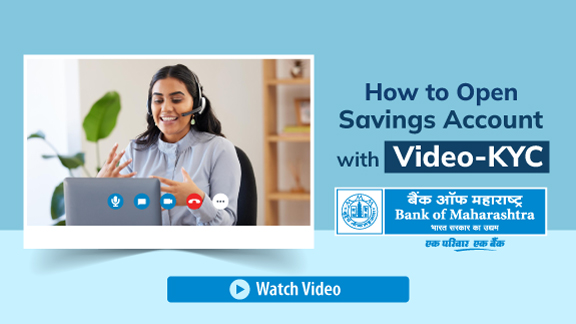 How to Open
Savings Account
with Video-KYC
बैंक ऑफ महाराष्ट्र
Bank of Maharashtra
भारत सरकार का उद्यम
एक परिवार एक बैंक
Watch Video